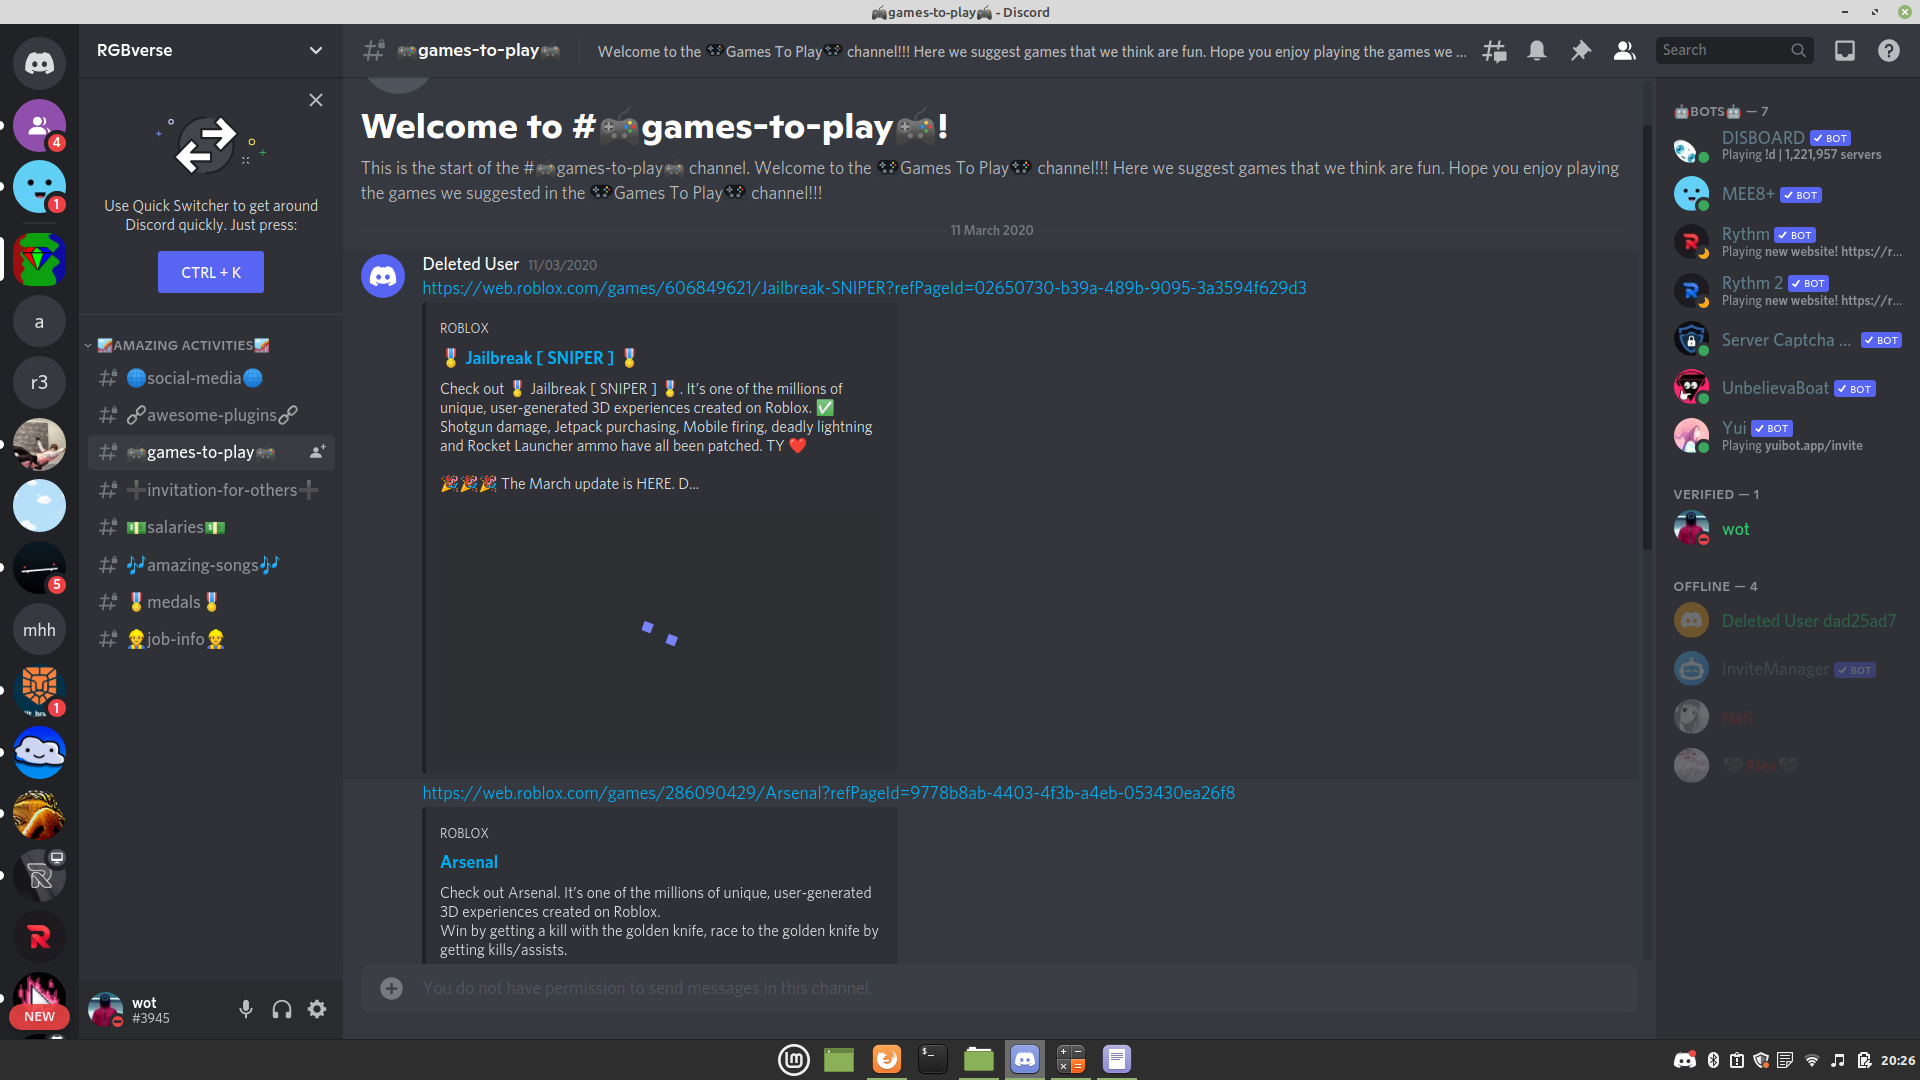 🎮games-to-play🎮 - Discord
RGBverse
🎮games-to-play🎮
Welcome to the 🎮Games To Play🎮 channel!!! Here we suggest games that we think are fun. Hope you enjoy playing the games we ...
Search
4
1
a
r3
5
mhh
1
NEW
Use Quick Switcher to get around
Discord quickly. Just press:
CTRL + K
AMAZING ACTIVITIES
🌐social-media🌐
🔗awesome-plugins🔗
🎮games-to-play🎮
➕invitation-for-others➕
💵salaries💵
🎶amazing-songs🎶
🎖️medals🎖️
👷job-info👷
wot
#3945
Welcome to #🎮games-to-play🎮!
This is the start of the #🎮games-to-play🎮 channel. Welcome to the 🎮Games To Play🎮 channel!!! Here we suggest games that we think are fun. Hope you enjoy playing
the games we suggested in the 🎮Games To Play🎮 channel!!!
11 March 2020
Deleted User 11/03/2020
https://web.roblox.com/games/606849621/Jailbreak-SNIPER?refPageId=02650730-b39a-489b-9095-3a3594f629d3
ROBLOX
🎖️ Jailbreak [ SNIPER ] 🎖️
Check out 🎖️ Jailbreak [ SNIPER ] 🎖️. It's one of the millions of
unique, user-generated 3D experiences created on Roblox. ✅
Shotgun damage, Jetpack purchasing, Mobile firing, deadly lightning
and Rocket Launcher ammo have all been patched. TY ❤️
🎉🎉🎉 The March update is HERE. D...
https://web.roblox.com/games/286090429/Arsenal?refPageId=9778b8ab-4403-4f3b-a4eb-053430ea26f8
ROBLOX
Arsenal
Check out Arsenal. It's one of the millions of unique, user-generated
3D experiences created on Roblox.
Win by getting a kill with the golden knife, race to the golden knife by
getting kills/assists.
You do not have permission to send messages in this channel.
🤖BOTS🤖 — 7
DISBOARD ✓ BOT
Playing !d | 1,221,957 servers
MEE8+ ✓ BOT
Rythm ✓ BOT
Playing new website! https://r...
Rythm 2 ✓ BOT
Playing new website! https://r...
Server Captcha ... ✓ BOT
UnbelievaBoat ✓ BOT
Yui ✓ BOT
Playing yuibot.app/invite
VERIFIED — 1
wot
OFFLINE — 4
Deleted User dad25ad7
InviteManager ✓ BOT
Nafi
🖤Alex🖤
20:26